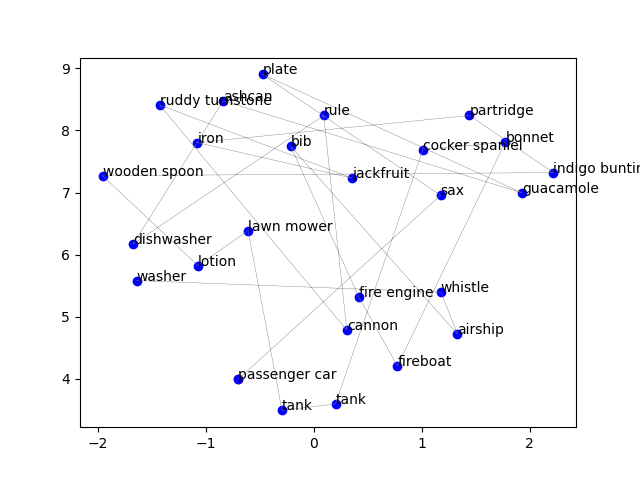 9
8
7
6
5
4
−2
−1
0
1
2
plate
ashcan
ruddy turnstone
rule
partridge
iron
bib
bonnet
cocker spaniel
wooden spoon
jackfruit
indigo buntin
sax
guacamole
dishwasher
lawn mower
lotion
washer
fire engine
whistle
cannon
airship
fireboat
passenger car
tank
tank